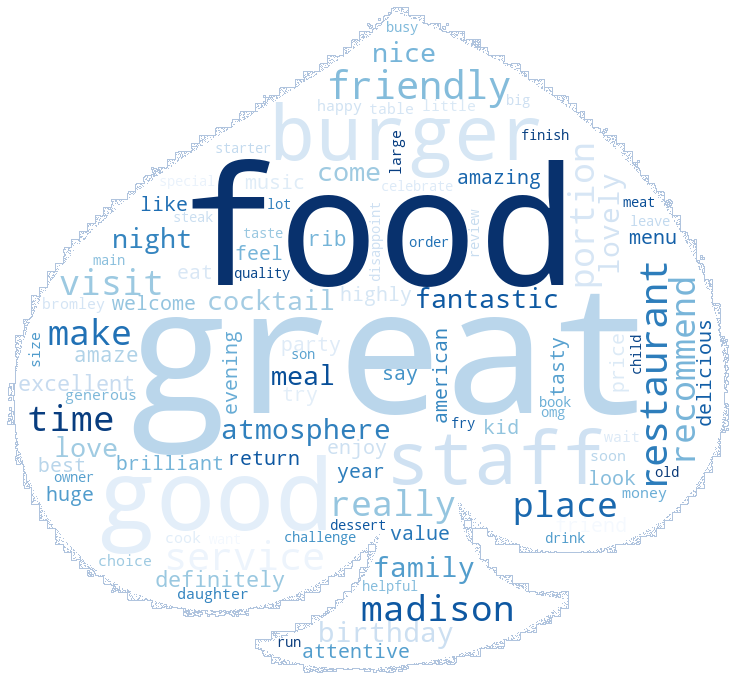 busy
nice
friendly
happy table little big
burger
large
finish
starter
come
portion
lovely
special
music
celebrate
amazing
meat
like
steak
lot
food
leave
night
taste
feel
rib
disappoint
order
review
menu
main
quality
visit
eat
bromley
welcome
cocktail
highly
fantastic
restaurant
recommend
great
make
size
amaze
evening
party
son
meal
say
american
tasty
price
child
delicious
excellent
generous
try
book
omg
time
atmosphere
fry
kid
love
enjoy
staff
soon
wait
best
brilliant
return
year
old
owner
look
huge
good
money
really
place
dessert
friend
cook
want
challenge
value
drink
service
choice
family
definitely
helpful
daughter
madison
birthday
run
attentive